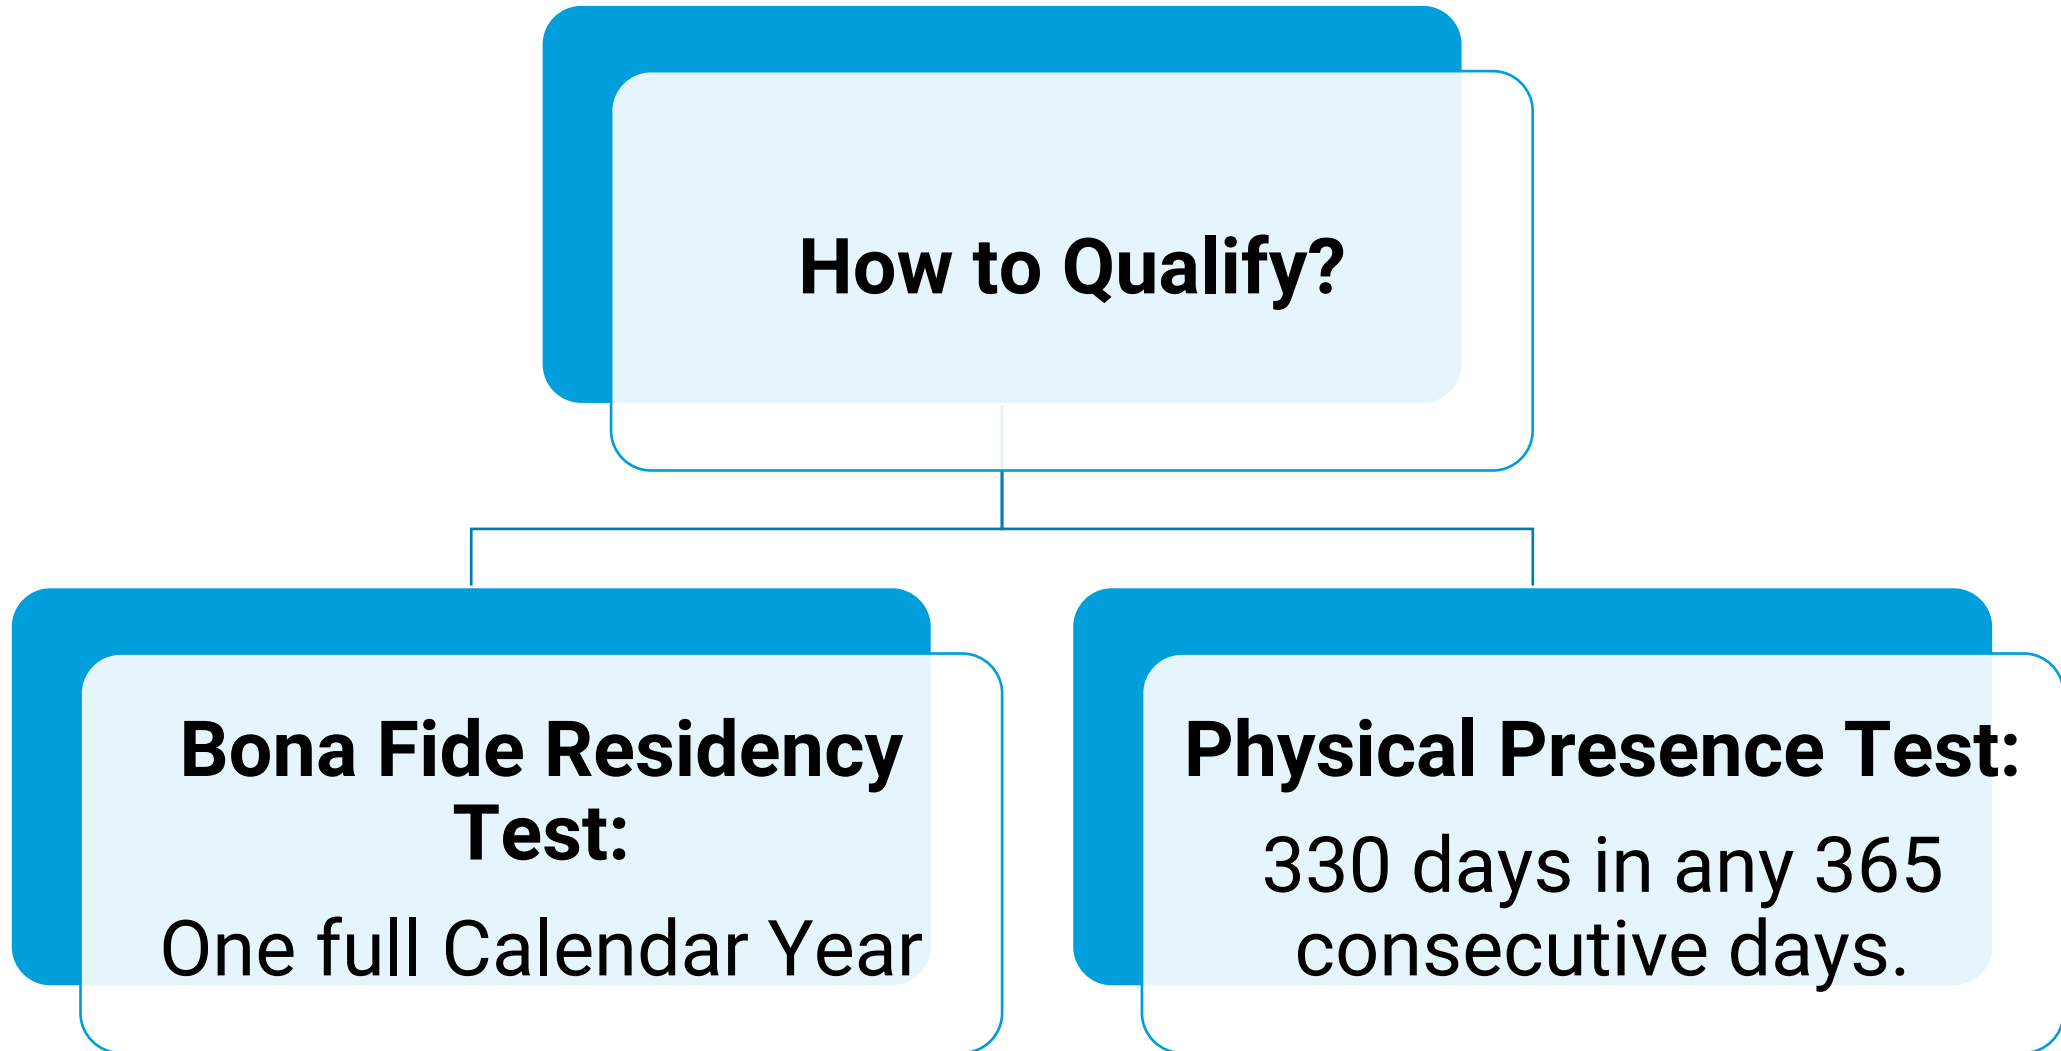 How to Qualify?
Bona Fide Residency
Test:
One full Calendar Year
Physical Presence Test:
330 days in any 365
consecutive days.